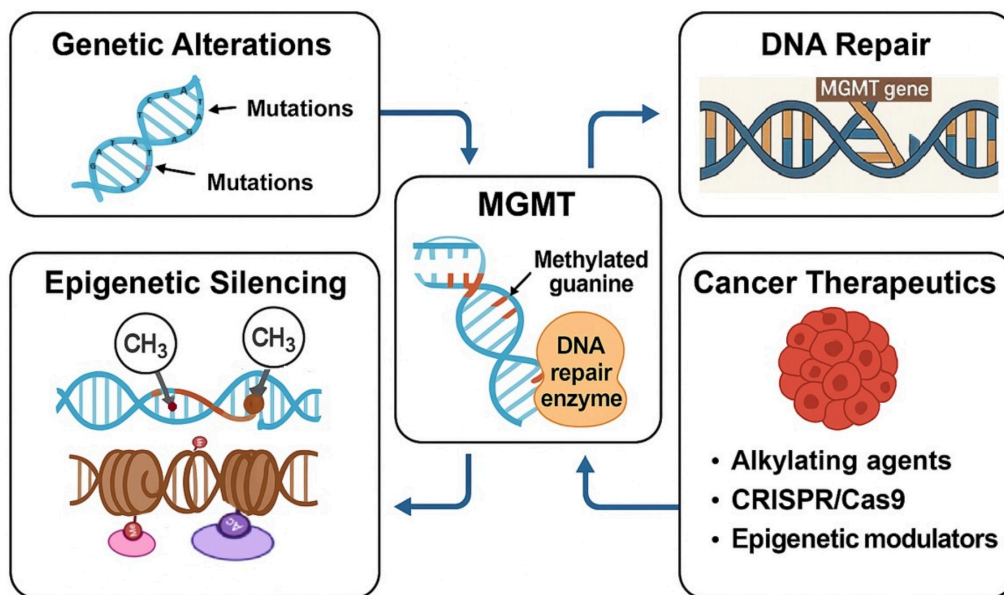 Genetic Alterations
Mutations
Mutations
DNA Repair
MGMT gene
MGMT
Methylated
guanine
DNA
repair
enzyme
Epigenetic Silencing
CH₃
CH₃
Ac
Cancer Therapeutics
• Alkylating agents
• CRISPR/Cas9
• Epigenetic modulators